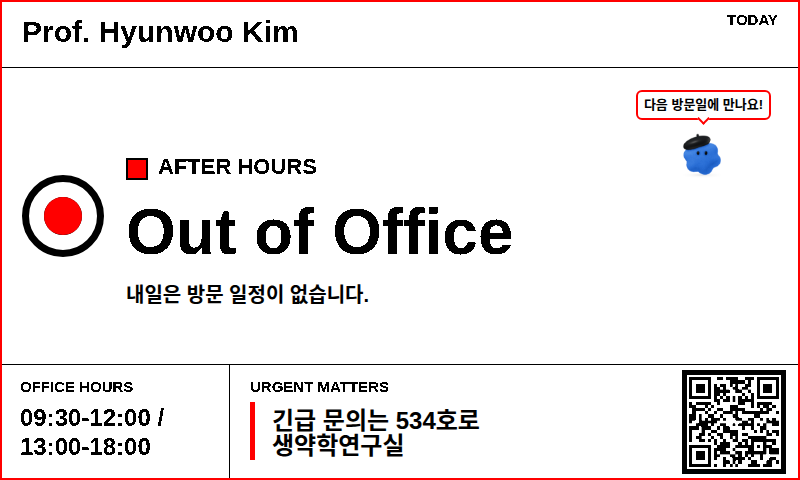 Prof. Hyunwoo Kim
TODAY
다음 방문일에 만나요!
AFTER HOURS
Out of Office
내일은 방문 일정이 없습니다.
OFFICE HOURS
09:30-12:00 /
13:00-18:00
URGENT MATTERS
긴급 문의는 534호로
생약학연구실